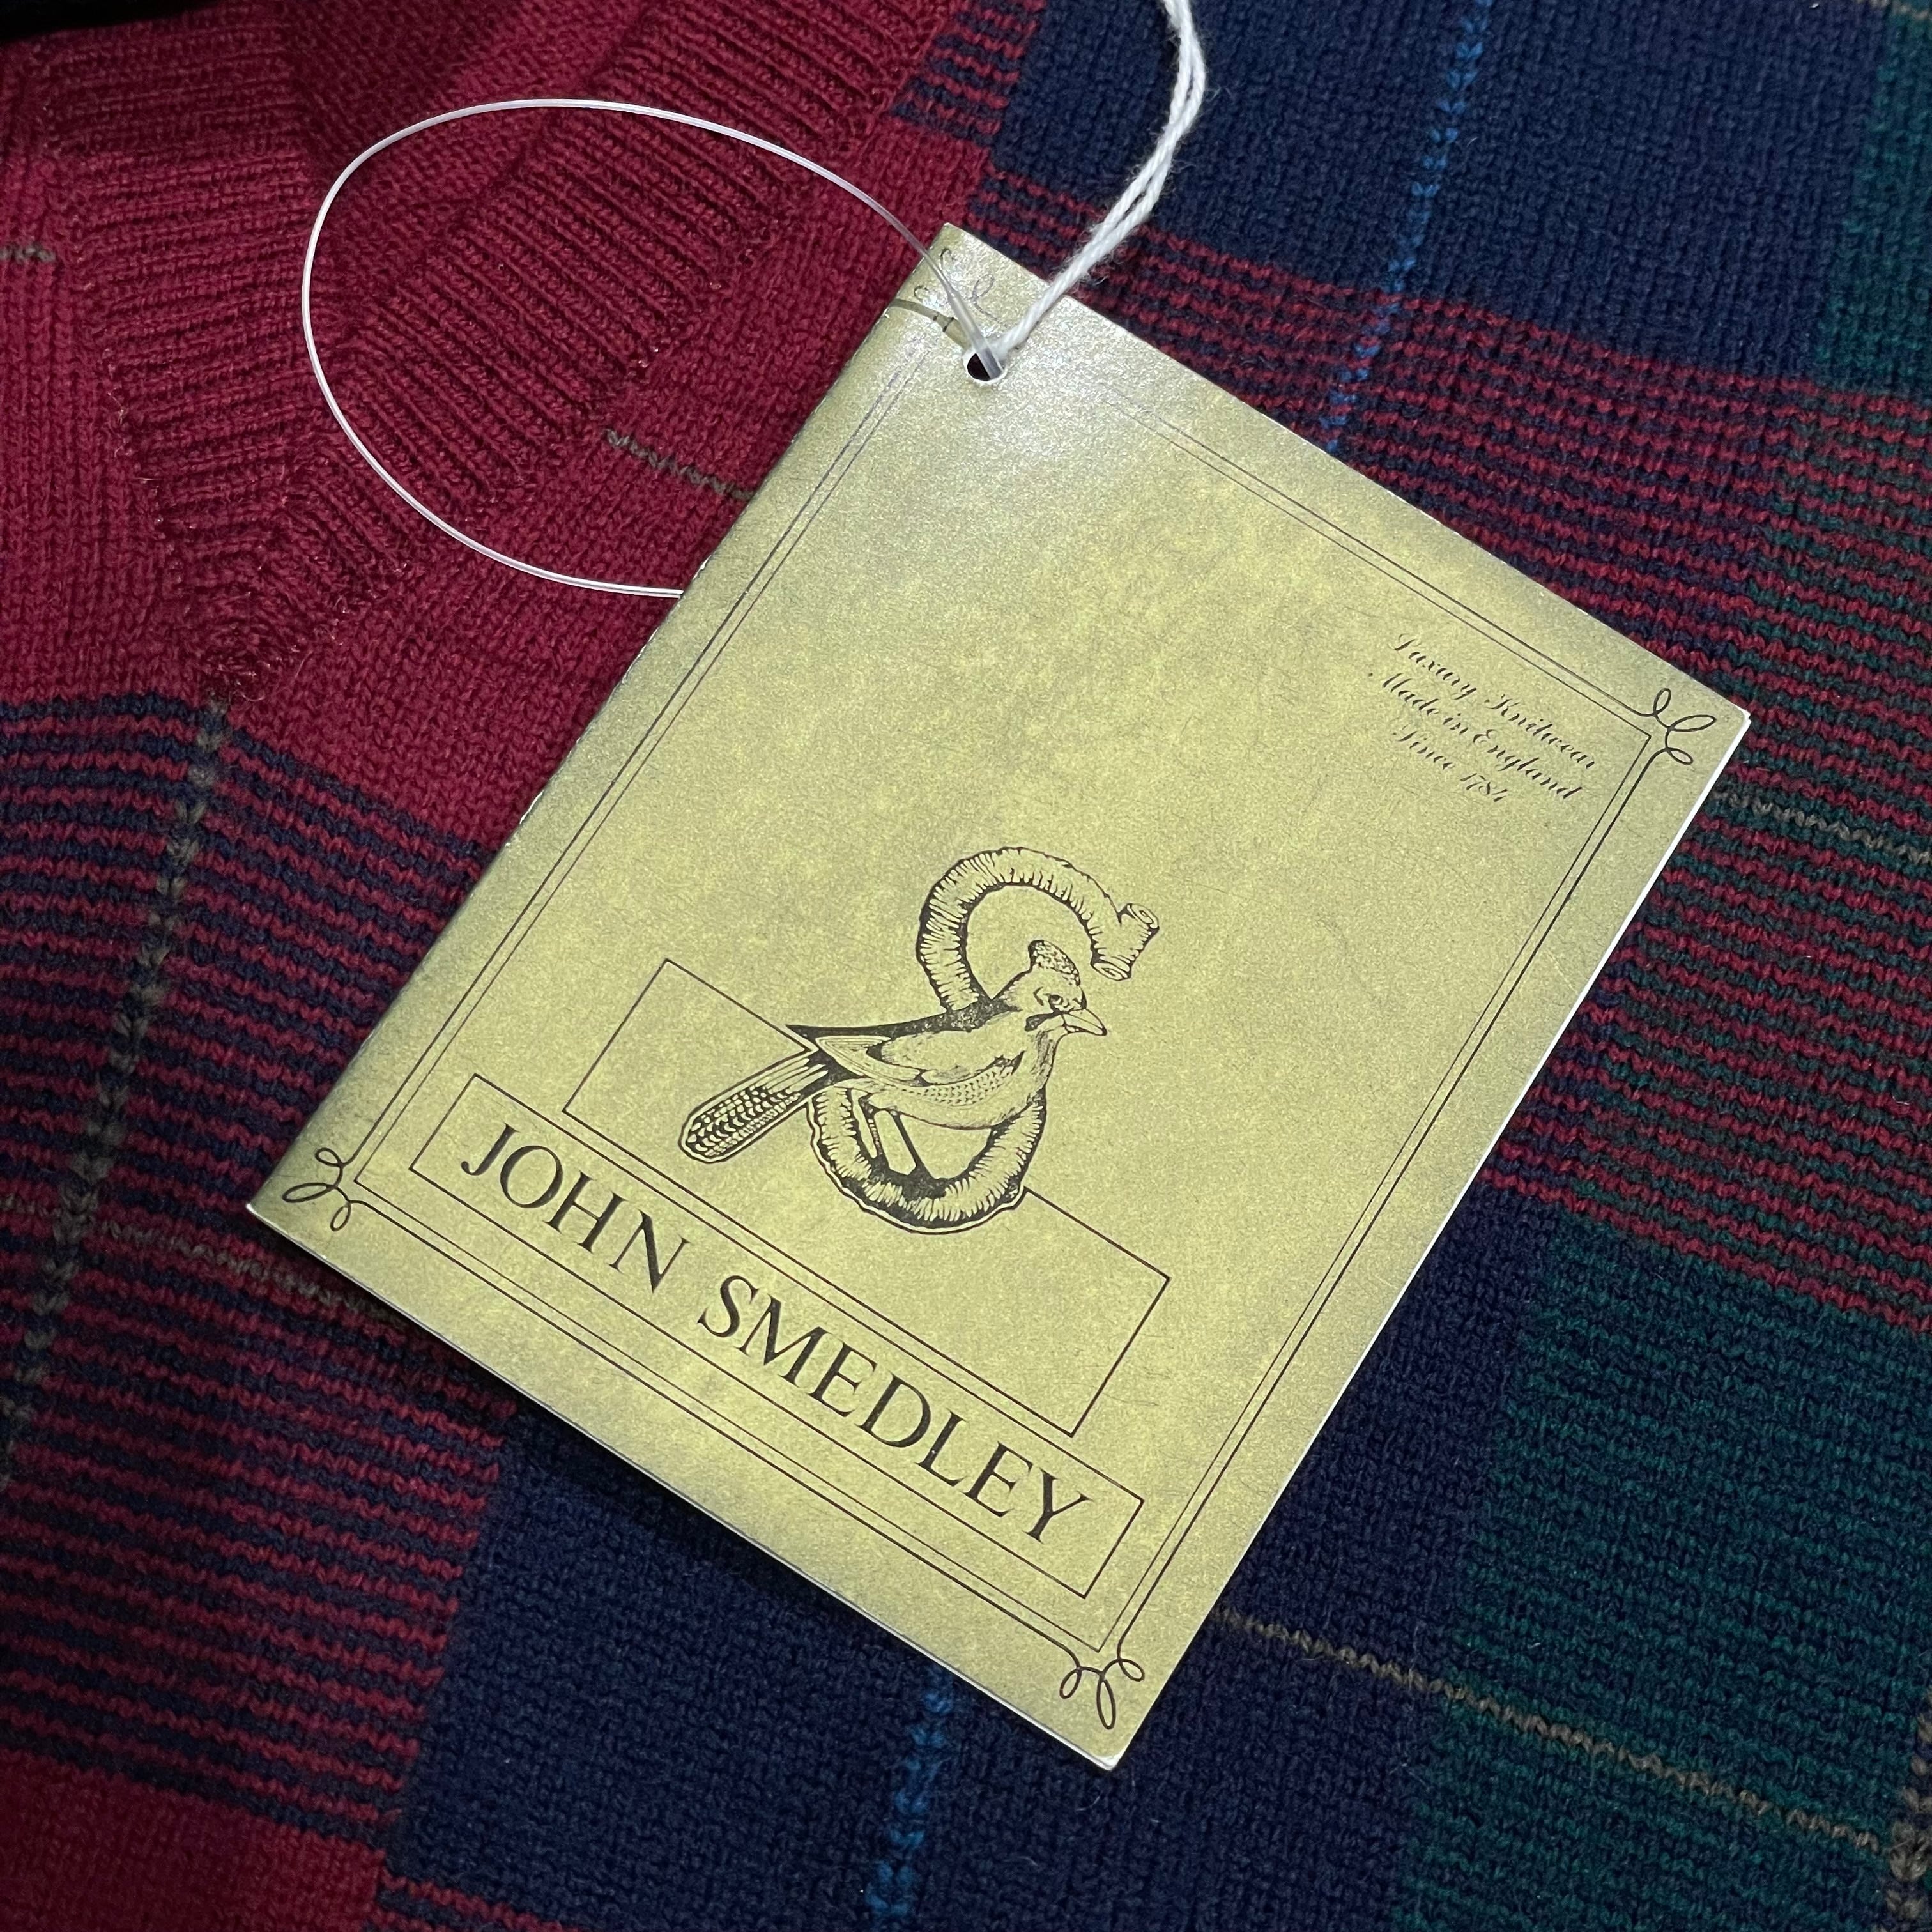 Luxury Knitwear
Made in England
Since 1784
JOHN SMEDLEY